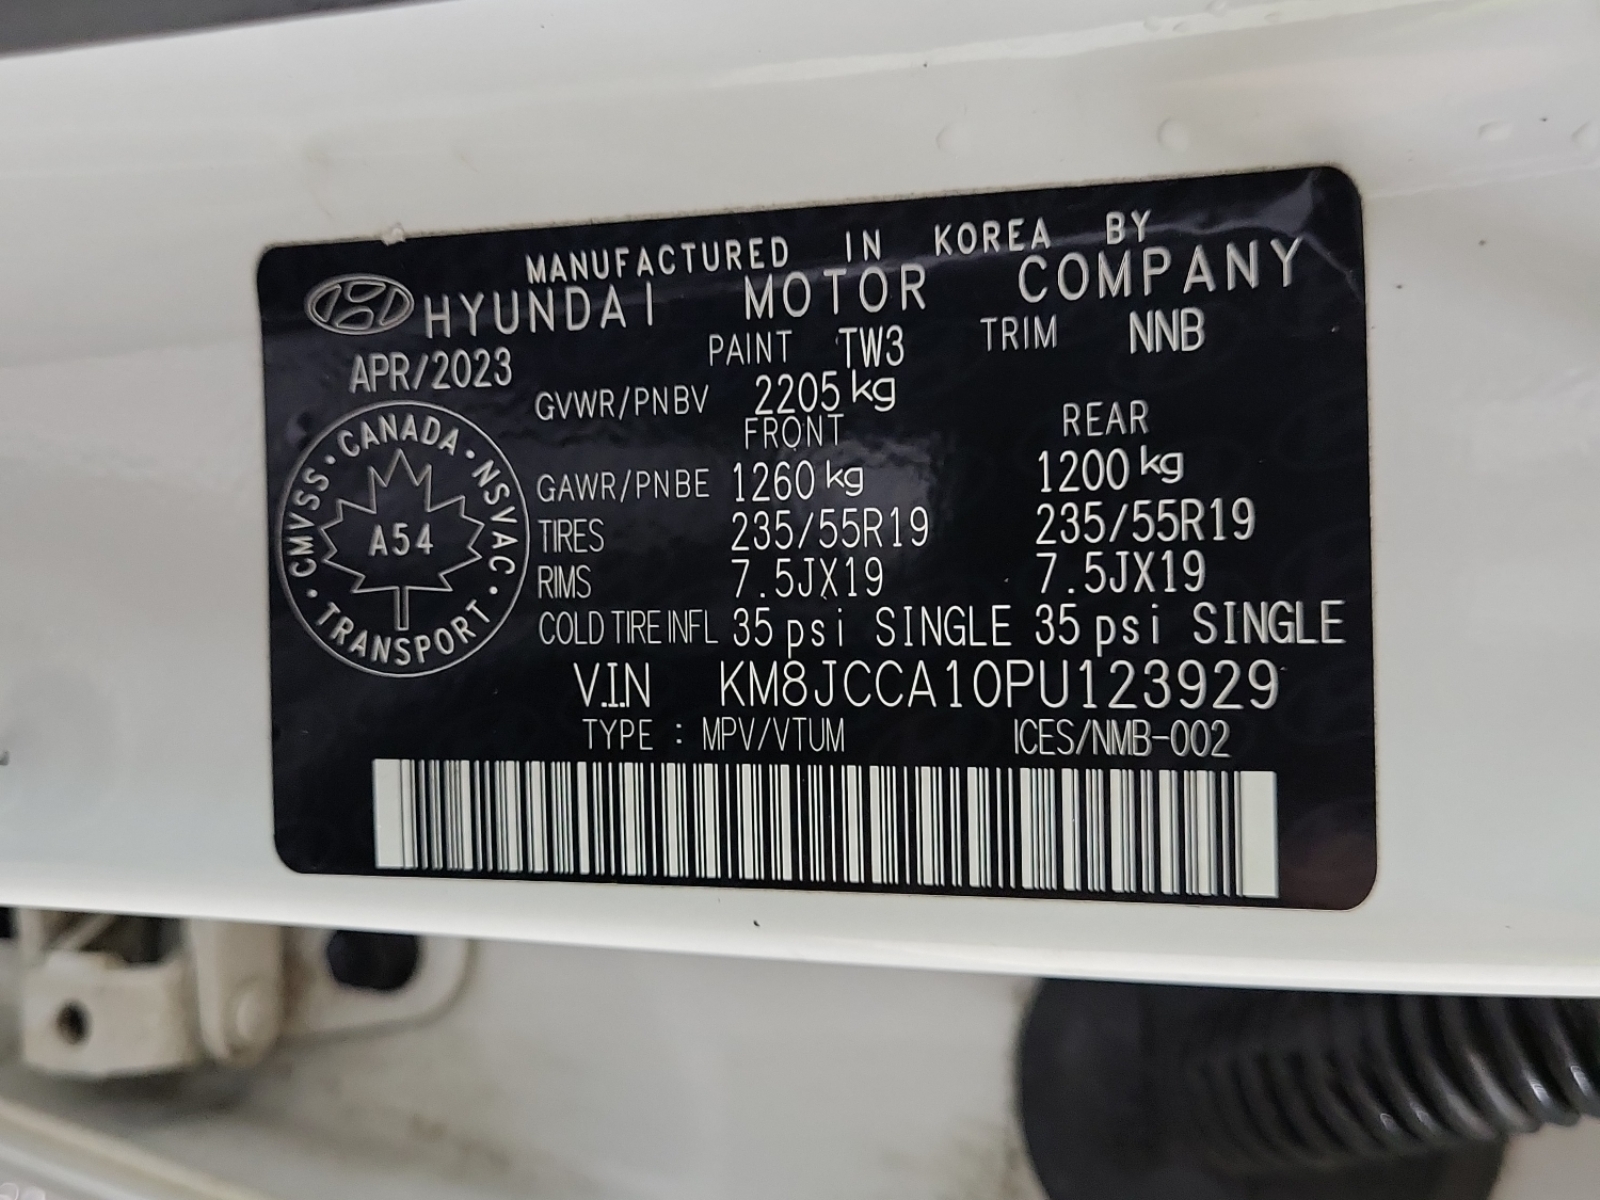 MANUFACTURED IN KOREA BY
HYUNDAI MOTOR COMPANY
APR/2023
PAINT TW3 TRIM NNB
GVWR/PNBV 2205 kg
FRONT REAR
GAWR/PNBE 1260 kg 1200 kg
TIRES 235/55R19 235/55R19
RIMS 7.5JX19 7.5JX19
COLD TIRE INFL 35 psi SINGLE 35 psi SINGLE
V.I.N KM8JCCA10PU123929
TYPE : MPV/VTUM ICES/NMB-002
CMVSS · CANADA · NSVAC · TRANSPORT ·
A54